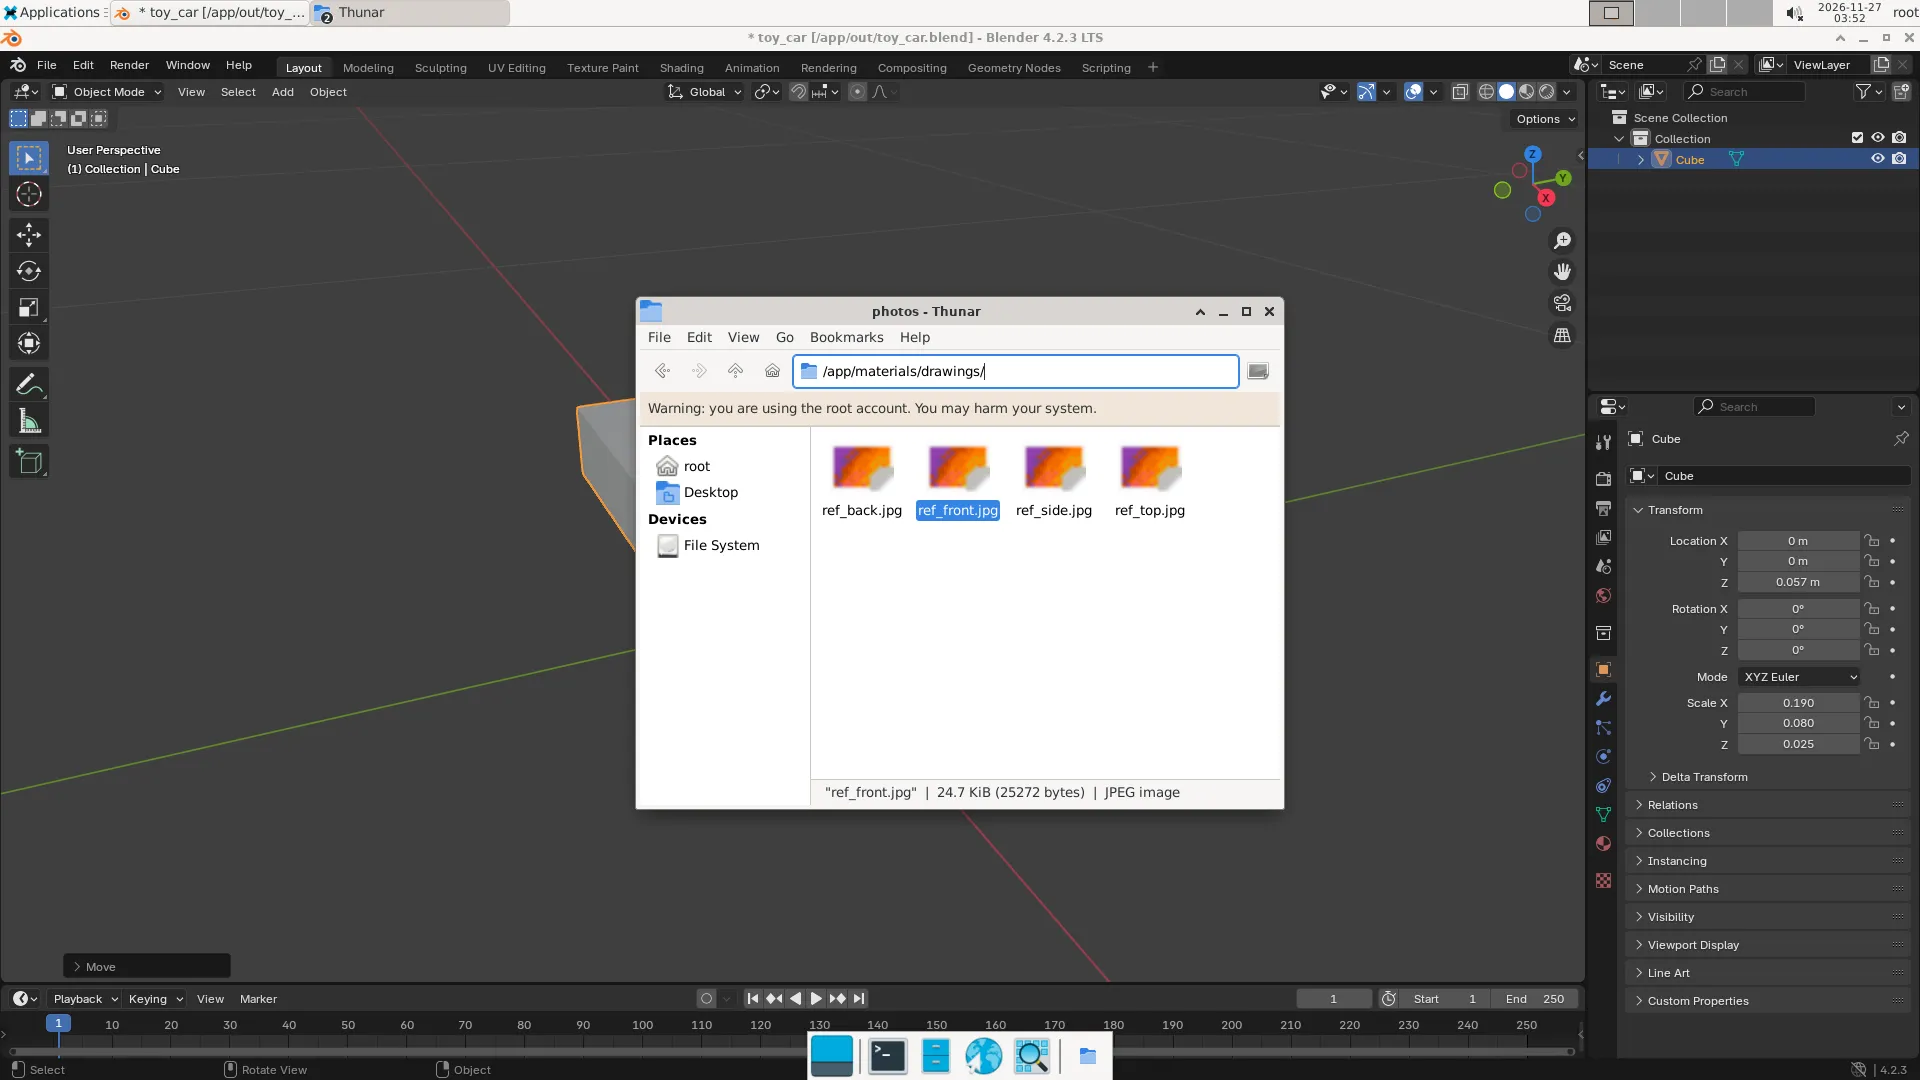 Applications
* toy_car [/app/out/toy_...
2
Thunar
2026-11-27
03:52
root
* toy_car [/app/out/toy_car.blend] - Blender 4.2.3 LTS
File Edit Render Window Help
Layout Modeling Sculpting UV Editing Texture Paint Shading Animation Rendering Compositing Geometry Nodes Scripting
Scene
ViewLayer
Object Mode View Select Add Object
Global
Search
Options
User Perspective
(1) Collection | Cube
Z
Y
X
Scene Collection
Collection
Cube
photos - Thunar
File Edit View Go Bookmarks Help
/app/materials/drawings/
Warning: you are using the root account. You may harm your system.
Places
root
Desktop
Devices
File System
ref_back.jpg ref_front.jpg ref_side.jpg ref_top.jpg
"ref_front.jpg" | 24.7 KiB (25272 bytes) | JPEG image
Search
Cube
Cube
Transform
Location X 0 m
Y 0 m
Z 0.057 m
Rotation X 0°
Y 0°
Z 0°
Mode XYZ Euler
Scale X 0.190
Y 0.080
Z 0.025
Delta Transform
Relations
Collections
Instancing
Motion Paths
Visibility
Viewport Display
Line Art
Custom Properties
Move
Playback Keying View Marker
1
Start 1
End 250
1 10 20 30 40 50 60 70 80 90 100 110 120 130 140 150 160 170 180 190 200 210 220 230 240 250
Select
Rotate View
Object
4.2.3